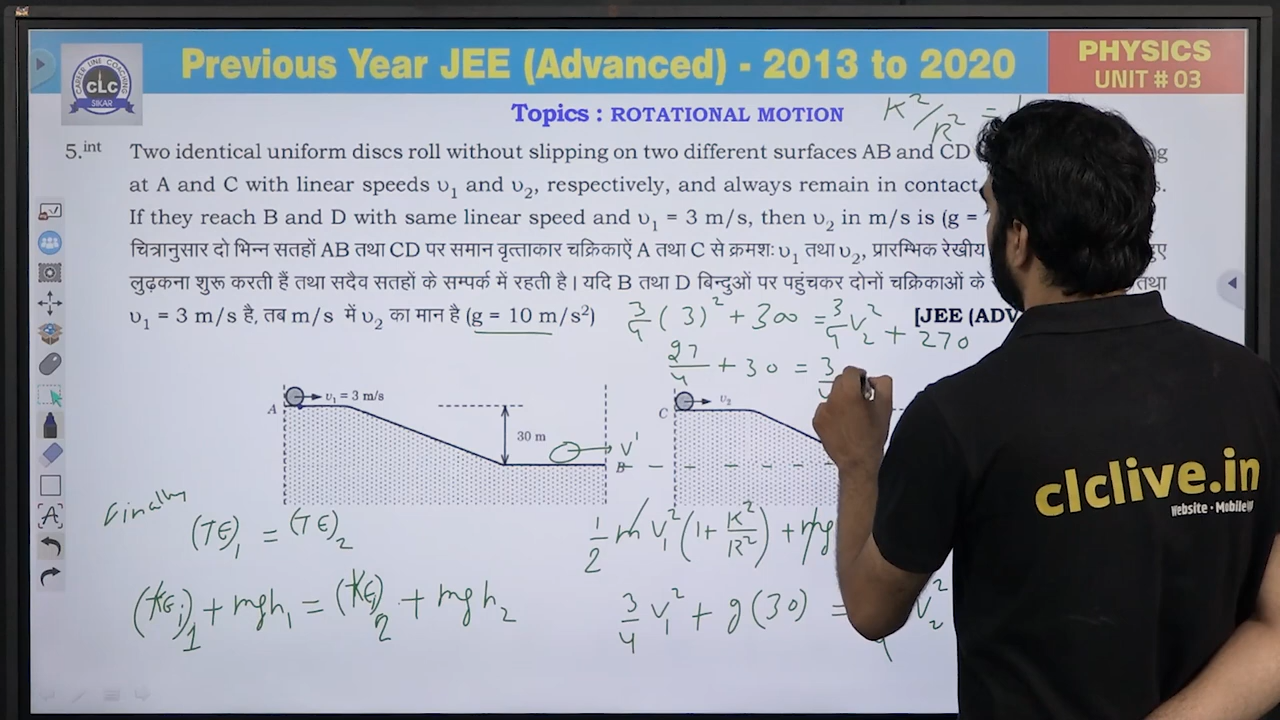 Previous Year JEE (Advanced) - 2013 to 2020
PHYSICS
UNIT # 03
CAREER LINE COACHING
CLC
SIKAR
Topics : ROTATIONAL MOTION
K²/R² =
5.int Two identical uniform discs roll without slipping on two different surfaces AB and CD
at A and C with linear speeds υ₁ and υ₂, respectively, and always remain in contact
If they reach B and D with same linear speed and υ₁ = 3 m/s, then υ₂ in m/s is (g =
चित्रानुसार दो भिन्न सतहों AB तथा CD पर समान वृत्ताकार चक्रिकाऐं A तथा C से क्रमशः υ₁ तथा υ₂, प्रारम्भिक रेखीय
लुढ़कना शुरू करती हैं तथा सदैव सतहों के सम्पर्क में रहती है। यदि B तथा D बिन्दुओं पर पहुंचकर दोनों चक्रिकाओं के तथा
υ₁ = 3 m/s है, तब m/s में υ₂ का मान है (g = 10 m/s²) [JEE (ADV
3/4 (3)² + 300 = 3/4 V₂² + 270
27/4 + 30 = 3
A υ₁ = 3 m/s
30 m
V'
B
C υ₂
Finally
(TE)₁ = (TE)₂
(KE)₁ + mgh₁ = (KE)₂ + mgh₂
1/2 m V₁² (1 + K²/R²) + mg
3/4 V₁² + g(30) = 4 V₂²
clclive.in
Website • Mobile